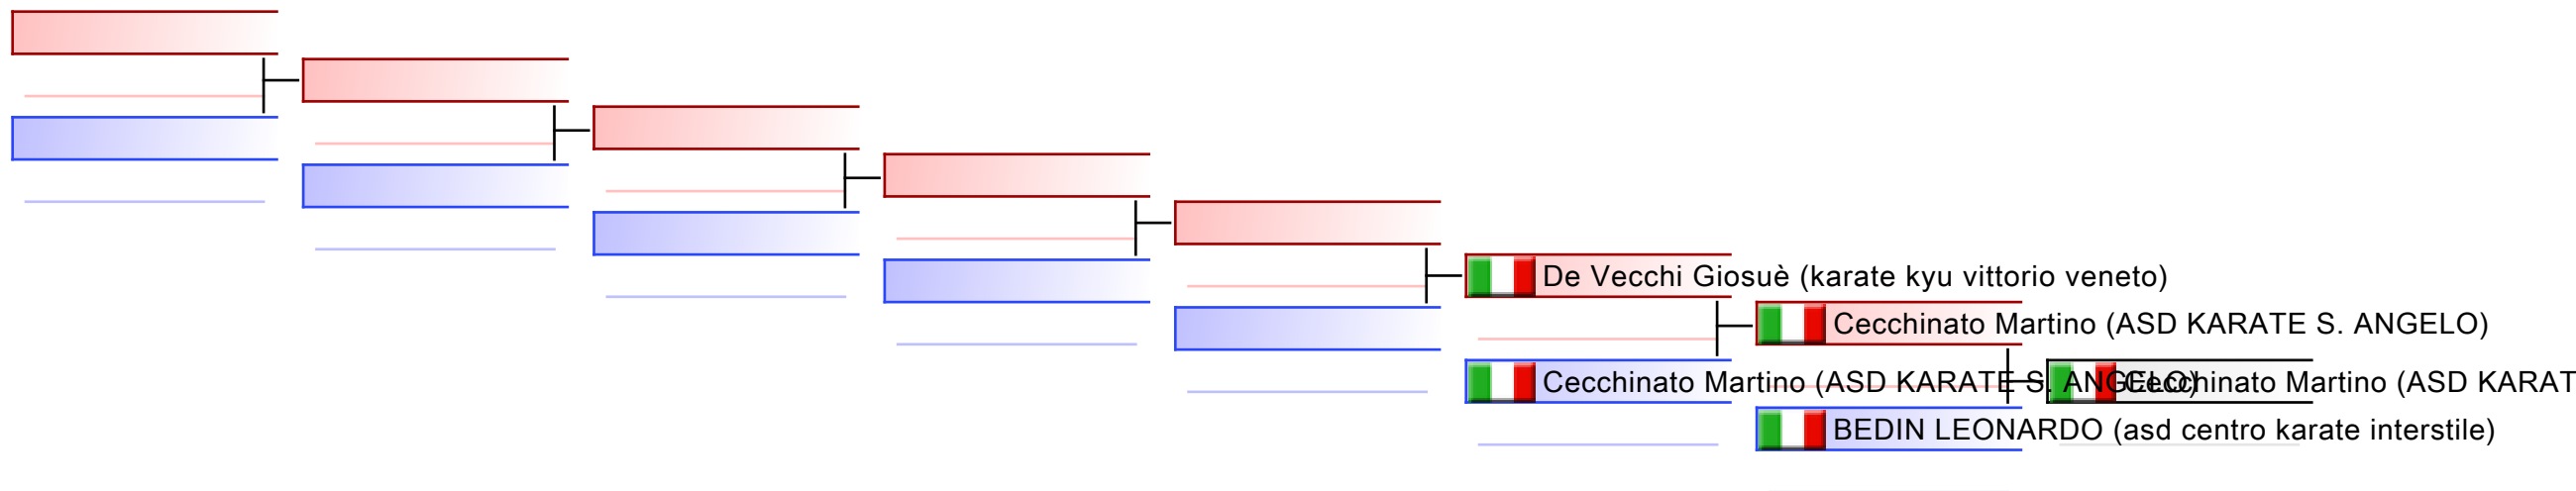 De Vecchi Giosuè (karate kyu vittorio veneto)
Cecchinato Martino (ASD KARATE S. ANGELO)
Cecchinato Martino (ASD KARATE S. ANGELO)
Cecchinato Martino (ASD KARAT
BEDIN LEONARDO (asd centro karate interstile)